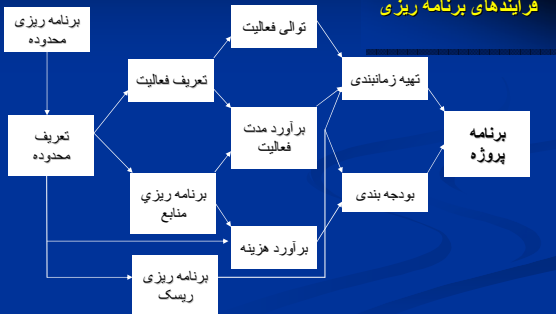 فرآیندهای برنامه ریزی
برنامه ریزی
محدوده
توالی فعالیت
تعریف فعالیت
تهیه زمانبندی
تعریف
محدوده
برآورد مدت
فعالیت
برنامه
پروژه
برنامه ريزي
منابع
بودجه بندی
برآورد هزینه
برنامه ریزی
ریسک